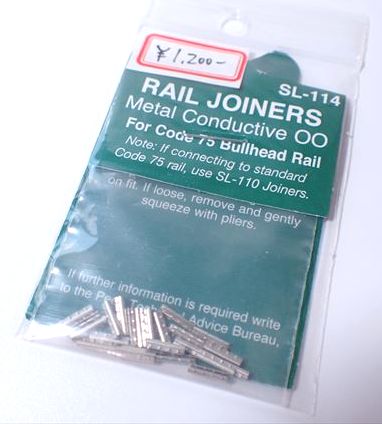 ¥1,200-
SL-114
RAIL JOINERS
Metal Conductive OO
For Code 75 Bullhead Rail
Note: If connecting to standard
Code 75 rail, use SL-110 Joiners.
on fit. If loose, remove and gently
squeeze with pliers.
If further information is required write
to the Advice Bureau,